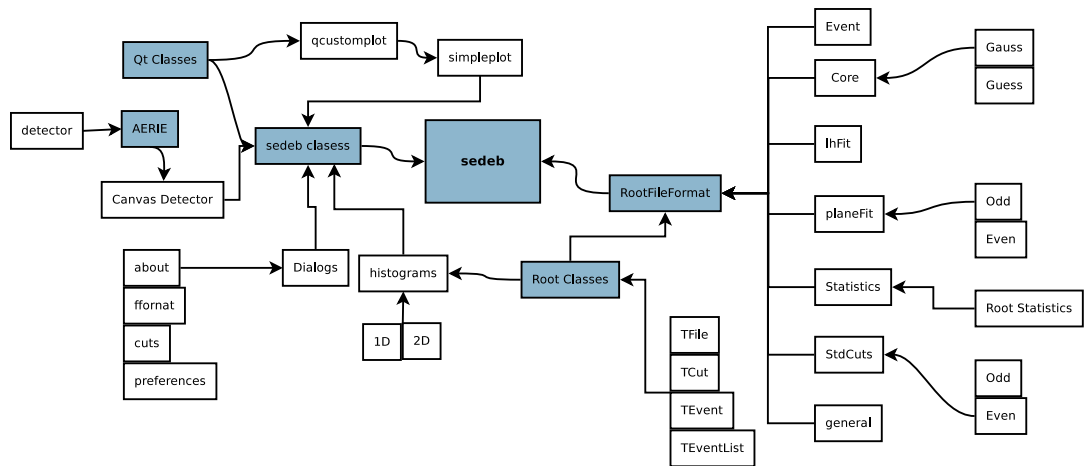 Qt Classes
qcustomplot
simpleplot
detector
AERIE
sedeb clasess
Canvas Detector
sedeb
RootFileFormat
about
ffornat
cuts
preferences
Dialogs
histograms
1D
2D
Root Classes
TFile
TCut
TEvent
TEventList
Event
Core
lhFit
planeFit
Statistics
StdCuts
general
Gauss
Guess
Odd
Even
Root Statistics
Odd
Even